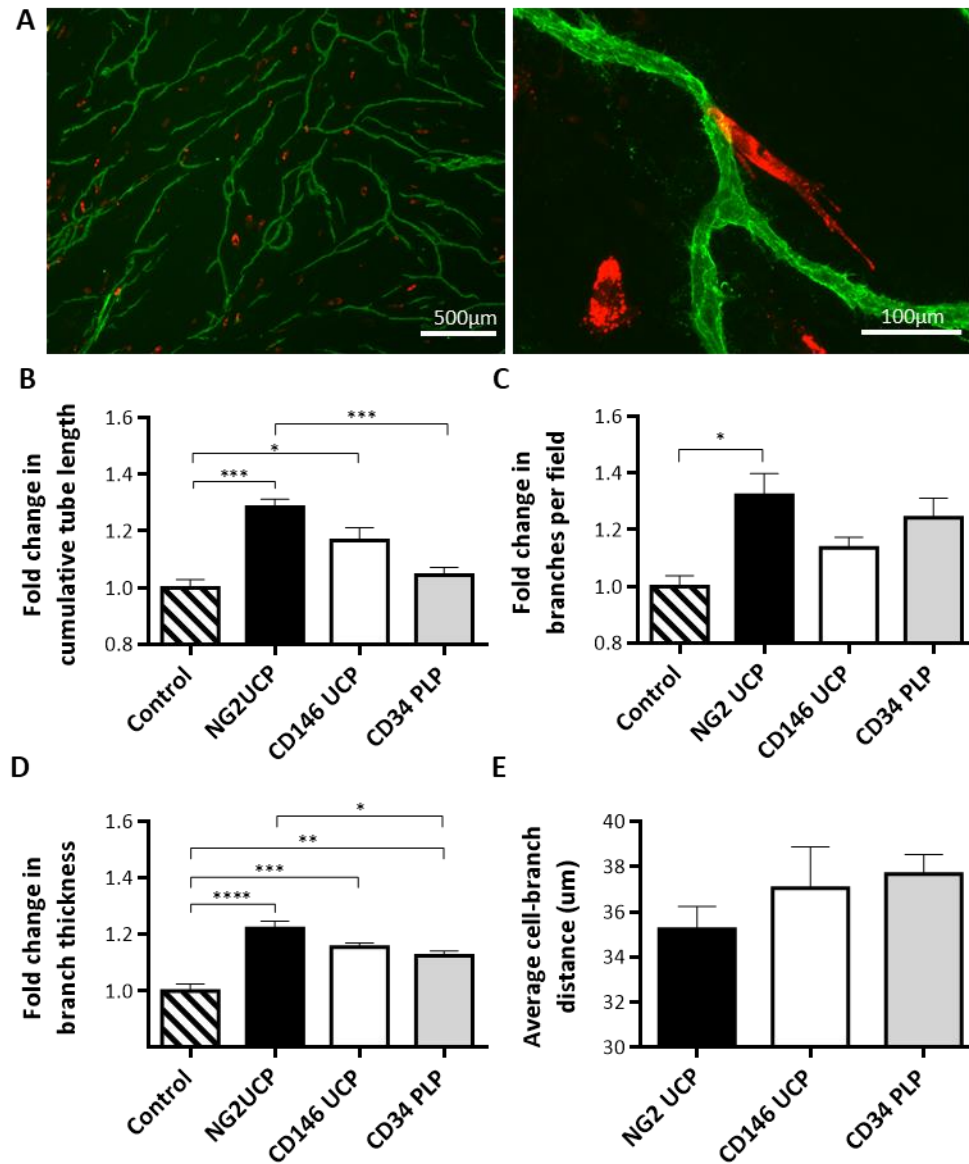 A
500µm
100µm
B
Fold change in
cumulative tube length
1.6
1.4
1.2
1.0
0.8
***
*
***
Control
NG2UCP
CD146 UCP
CD34 PLP
C
Fold change in
branches per field
1.6
1.4
1.2
1.0
0.8
*
Control
NG2 UCP
CD146 UCP
CD34 PLP
D
Fold change in
branch thickness
1.6
1.4
1.2
1.0
*
**
***
****
Control
NG2UCP
CD146 UCP
CD34 PLP
E
Average cell-branch
distance (um)
40
38
36
34
32
30
NG2 UCP
CD146 UCP
CD34 PLP